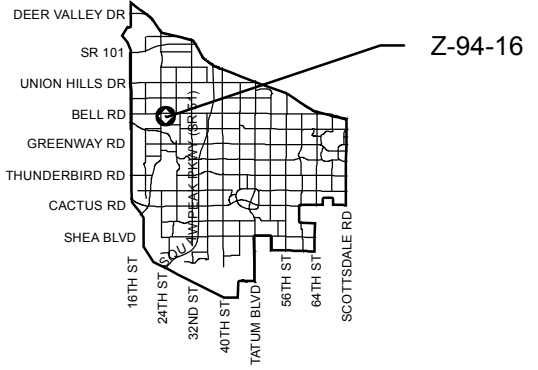 DEER VALLEY DR
SR 101
UNION HILLS DR
BELL RD
GREENWAY RD
THUNDERBIRD RD
CACTUS RD
SHEA BLVD
Z-94-16
SQUAW PEAK PKWY (SR 51)
16TH ST
24TH ST
32ND ST
40TH ST
TATUM BLVD
56TH ST
64TH ST
SCOTTSDALE RD